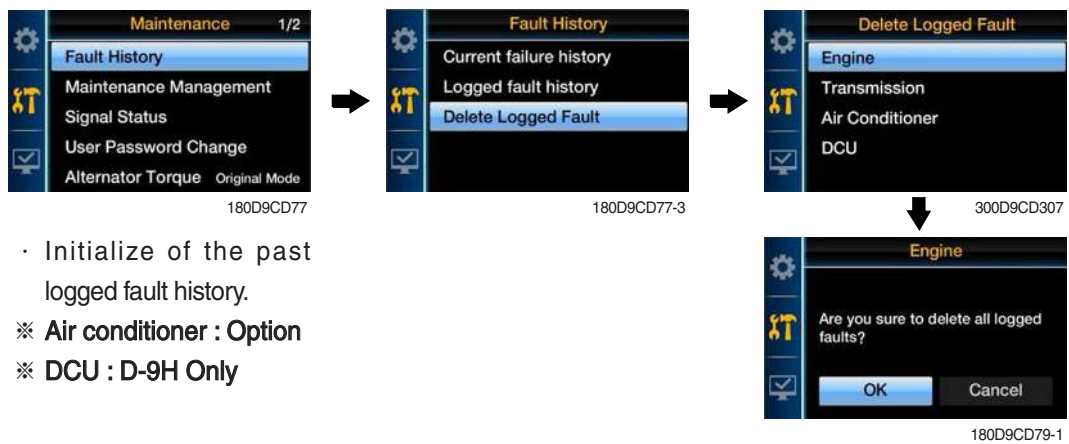 Maintenance 1/2
Fault History
Maintenance Management
Signal Status
User Password Change
Alternator Torque Original Mode
180D9CD77
Fault History
Current failure history
Logged fault history
Delete Logged Fault
180D9CD77-3
Delete Logged Fault
Engine
Transmission
Air Conditioner
DCU
300D9CD307
· Initialize of the past
logged fault history.
※ Air conditioner : Option
※ DCU : D-9H Only
Engine
Are you sure to delete all logged
faults?
OK Cancel
180D9CD79-1